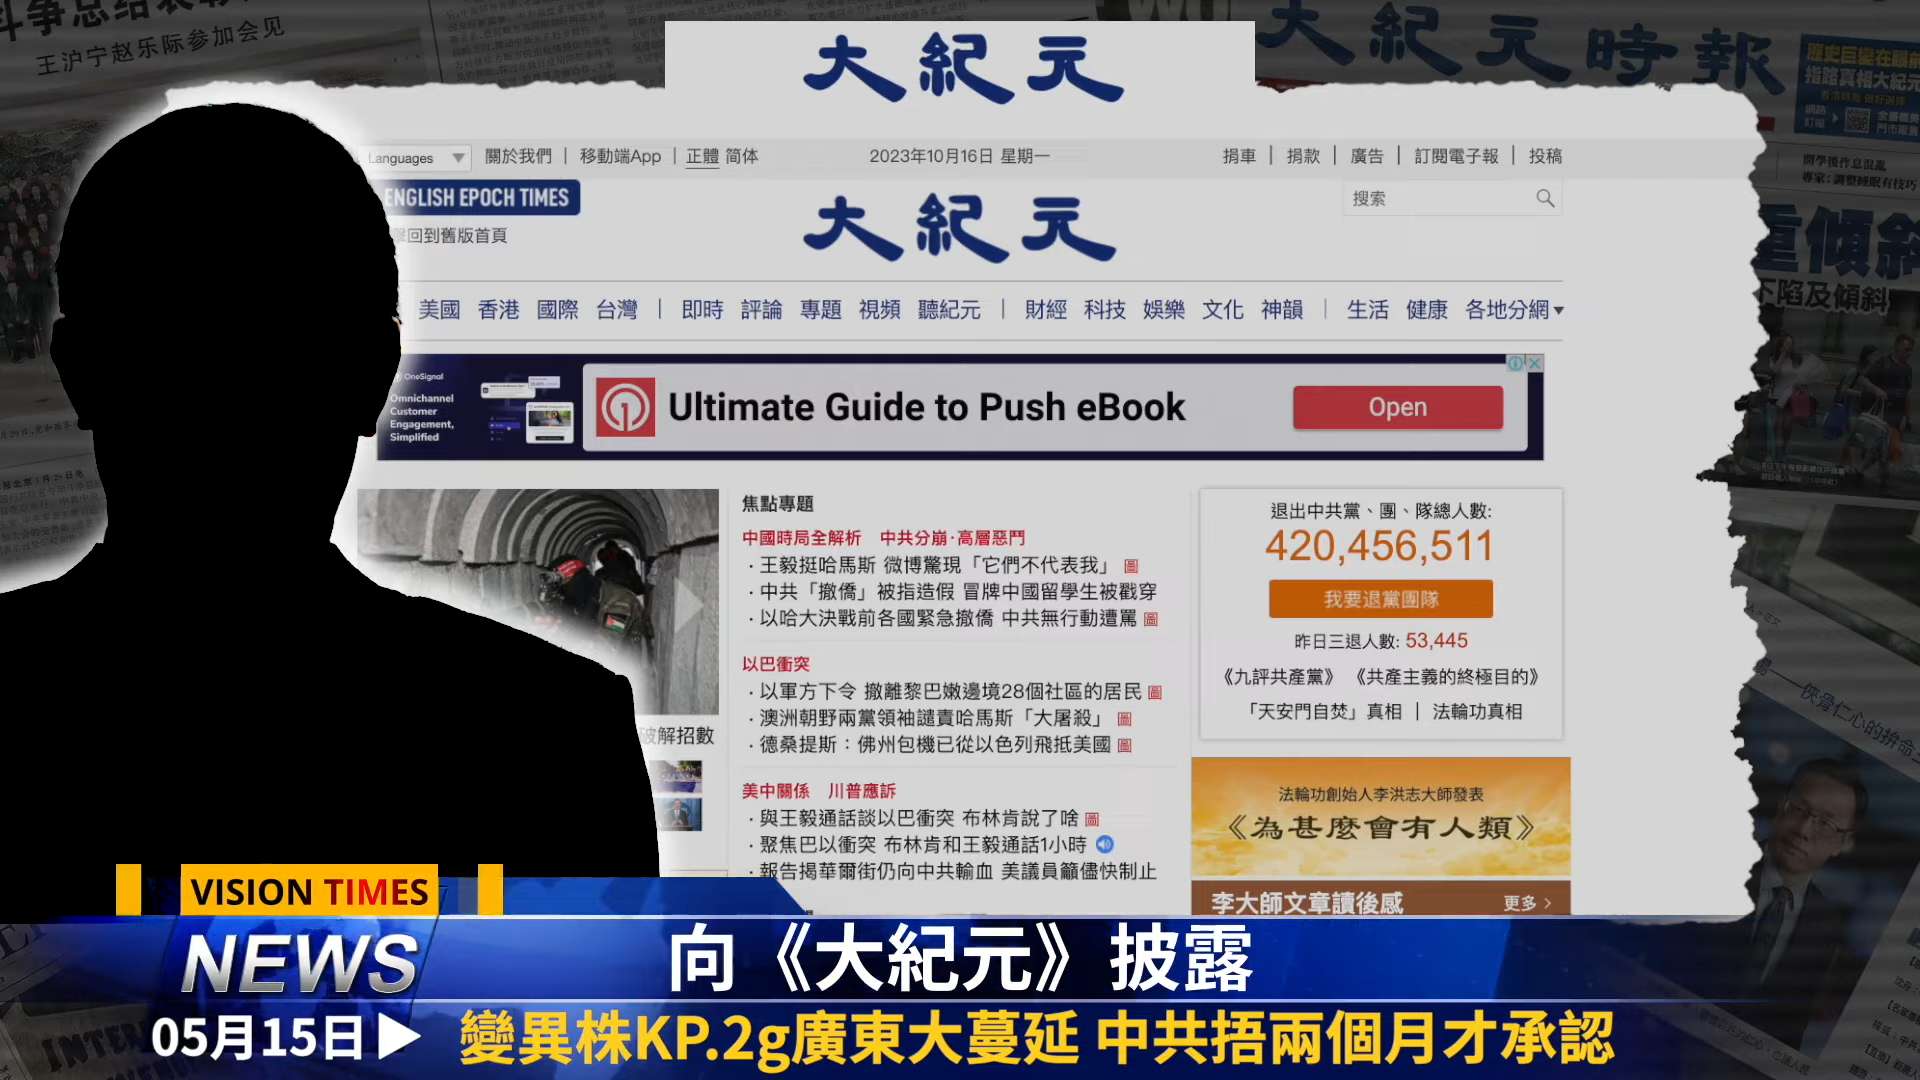 王沪宁赵乐际参加会见
大紀元
大紀元時報
Languages 關於我們 | 移動端App | 正體 简体 2023年10月16日 星期一 捐車 | 捐款 | 廣告 | 訂閱電子報 | 投稿
ENGLISH EPOCH TIMES
大紀元
搜索
回到舊版首頁
美國 香港 國際 台灣 | 即時 評論 專題 視頻 聽紀元 | 財經 科技 娛樂 文化 神韻 | 生活 健康 各地分網
OneSignal
Omnichannel
Customer
Engagement,
Simplified
Ultimate Guide to Push eBook
Open
焦點專題
中國時局全解析 中共分崩·高層惡鬥
·王毅挺哈馬斯 微博驚現「它們不代表我」 圖
·中共「撤僑」被指造假 冒牌中國留學生被戳穿
·以哈大決戰前各國緊急撤僑 中共無行動遭罵 圖
以巴衝突
·以軍方下令 撤離黎巴嫩邊境28個社區的居民 圖
·澳洲朝野兩黨領袖譴責哈馬斯「大屠殺」 圖
·德桑提斯：佛州包機已從以色列飛抵美國 圖
美中關係 川普應訴
·與王毅通話談以巴衝突 布林肯說了啥 圖
·聚焦巴以衝突 布林肯和王毅通話1小時
·報告揭華爾街仍向中共輸血 美議員籲儘快制止
破解招數
退出中共黨、團、隊總人數:
420,456,511
我要退黨團隊
昨日三退人數: 53,445
《九評共產黨》 《共產主義的終極目的》
「天安門自焚」真相 | 法輪功真相
法輪功創始人李洪志大師發表
《為甚麼會有人類》
李大師文章讀後感 更多 >
重傾斜
下陷及傾斜
VISION TIMES
NEWS
向《大紀元》披露
05月15日▶
變異株KP.2g廣東大蔓延 中共捂兩個月才承認